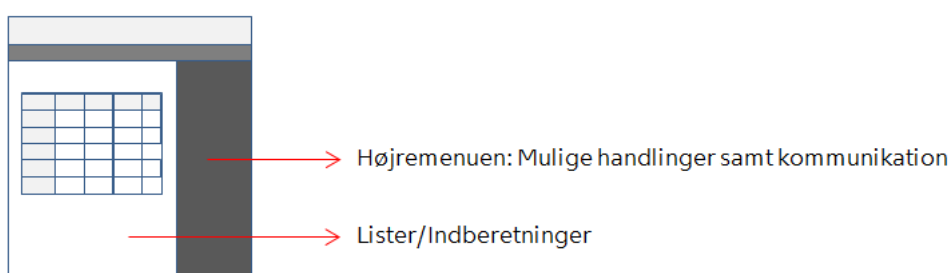 Højremenuen: Mulige handlinger samt kommunikation
Lister/Indberetninger